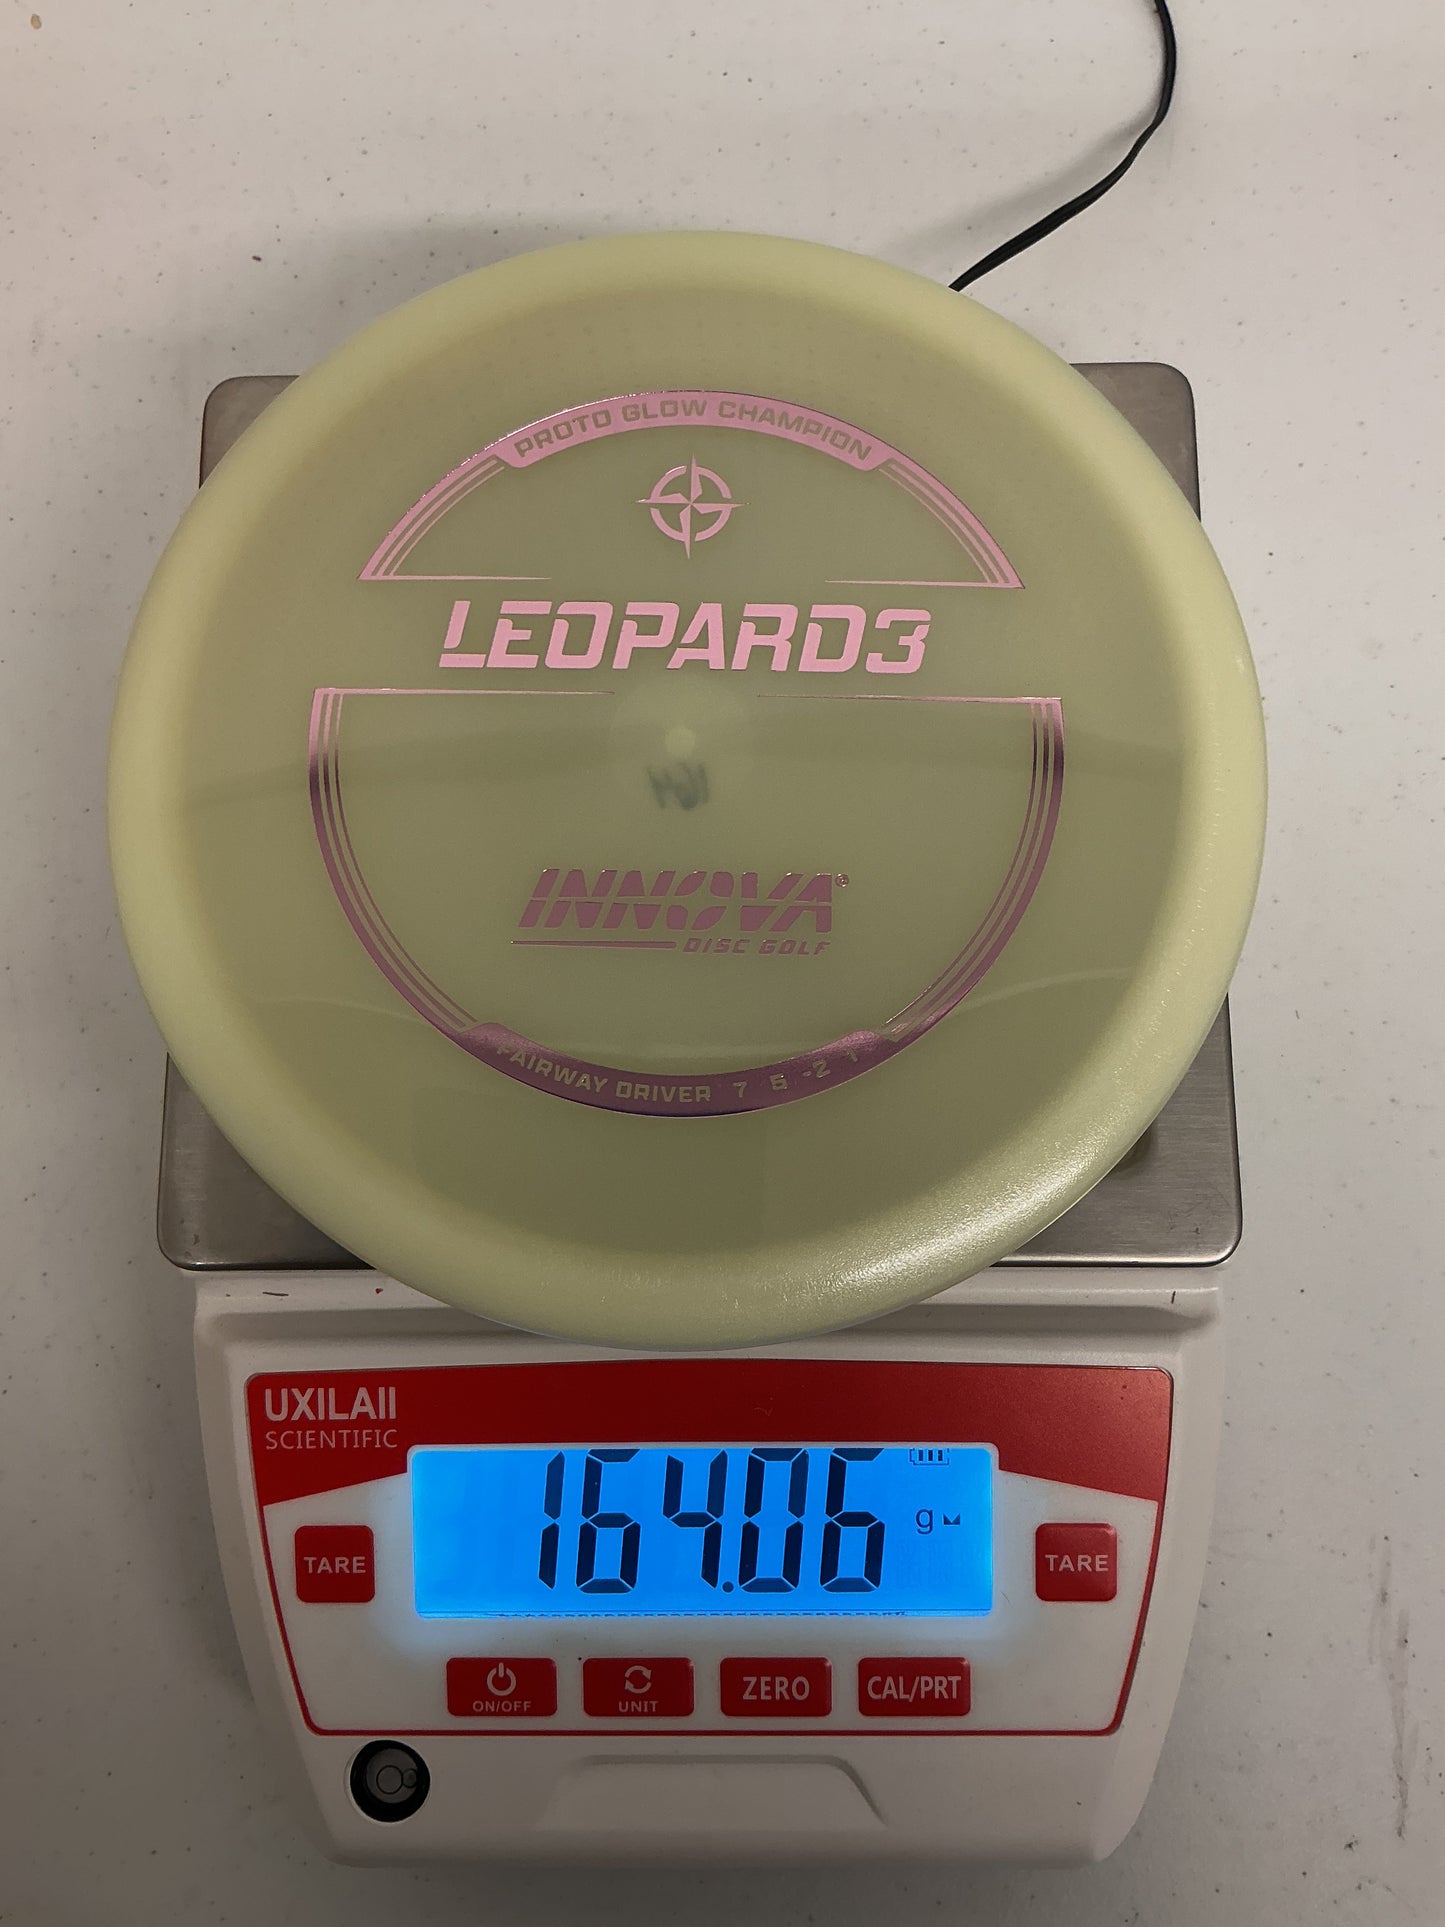 PROTO GLOW CHAMPION
LEOPARD3
164
INNOVA®
DISC GOLF
FAIRWAY DRIVER 7 5 -2 1
UXILAII
SCIENTIFIC
164.06 g
TARE
TARE
ON/OFF
UNIT
ZERO
CAL/PRT